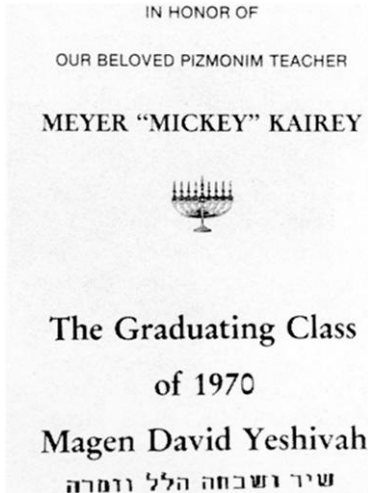 IN HONOR OF
OUR BELOVED PIZMONIM TEACHER
MEYER “MICKEY” KAIREY
The Graduating Class
of 1970
Magen David Yeshivah
שיר ושבחה הלל וזמרה